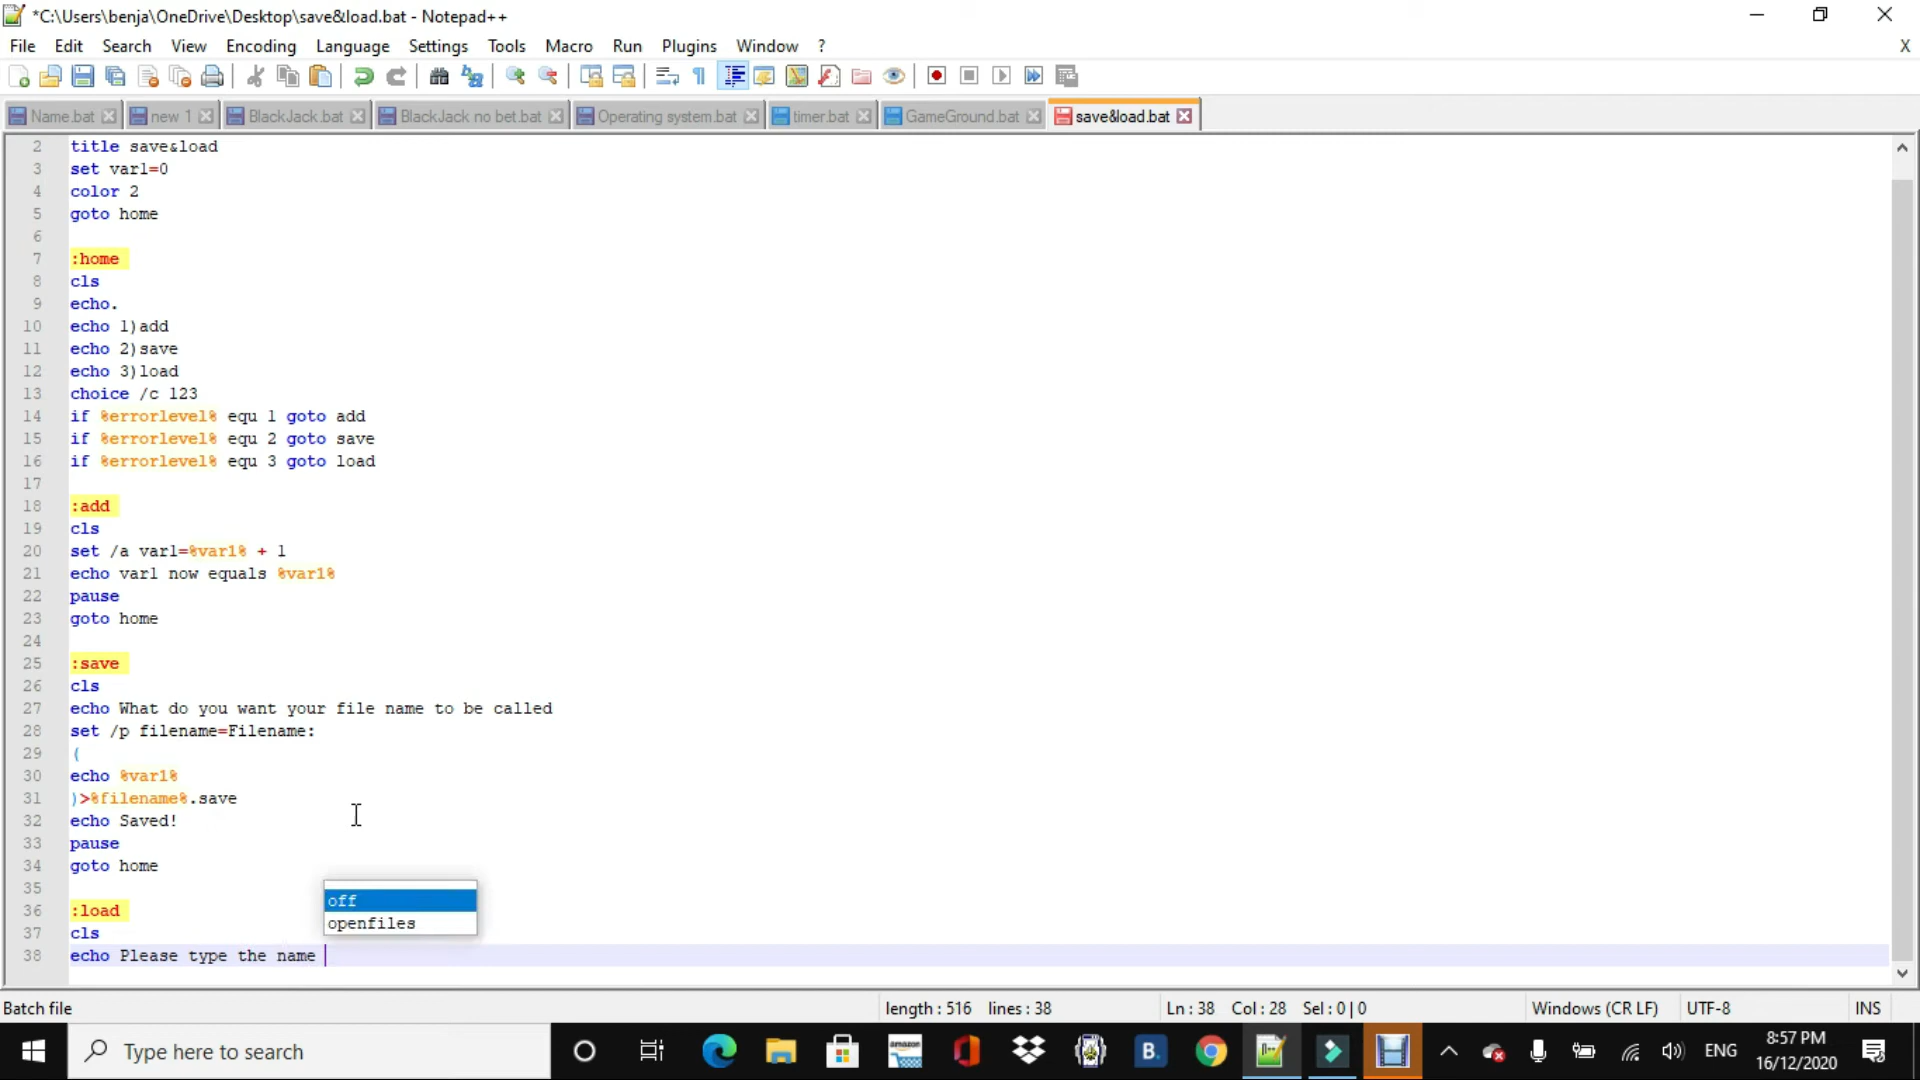 *C:\Users\benja\OneDrive\Desktop\save&load.bat - Notepad++
File Edit Search View Encoding Language Settings Tools Macro Run Plugins Window ? X
Name.bat new 1 BlackJack.bat BlackJack no bet.bat Operating system.bat timer.bat GameGround.bat save&load.bat
2 title save&load
3 set var1=0
4 color 2
5 goto home
6
7 :home
8 cls
9 echo.
10 echo 1)add
11 echo 2)save
12 echo 3)load
13 choice /c 123
14 if %errorlevel% equ 1 goto add
15 if %errorlevel% equ 2 goto save
16 if %errorlevel% equ 3 goto load
17
18 :add
19 cls
20 set /a var1=%var1% + 1
21 echo var1 now equals %var1%
22 pause
23 goto home
24
25 :save
26 cls
27 echo What do you want your file name to be called
28 set /p filename=Filename:
29 (
30 echo %var1%
31 )>%filename%.save
32 echo Saved!
33 pause
34 goto home
35
off
36 :load
openfiles
37 cls
38 echo Please type the name
Batch file length : 516 lines : 38 Ln : 38 Col : 28 Sel : 0 | 0 Windows (CR LF) UTF-8 INS
Type here to search
amazon
B.
ENG
8:57 PM
16/12/2020